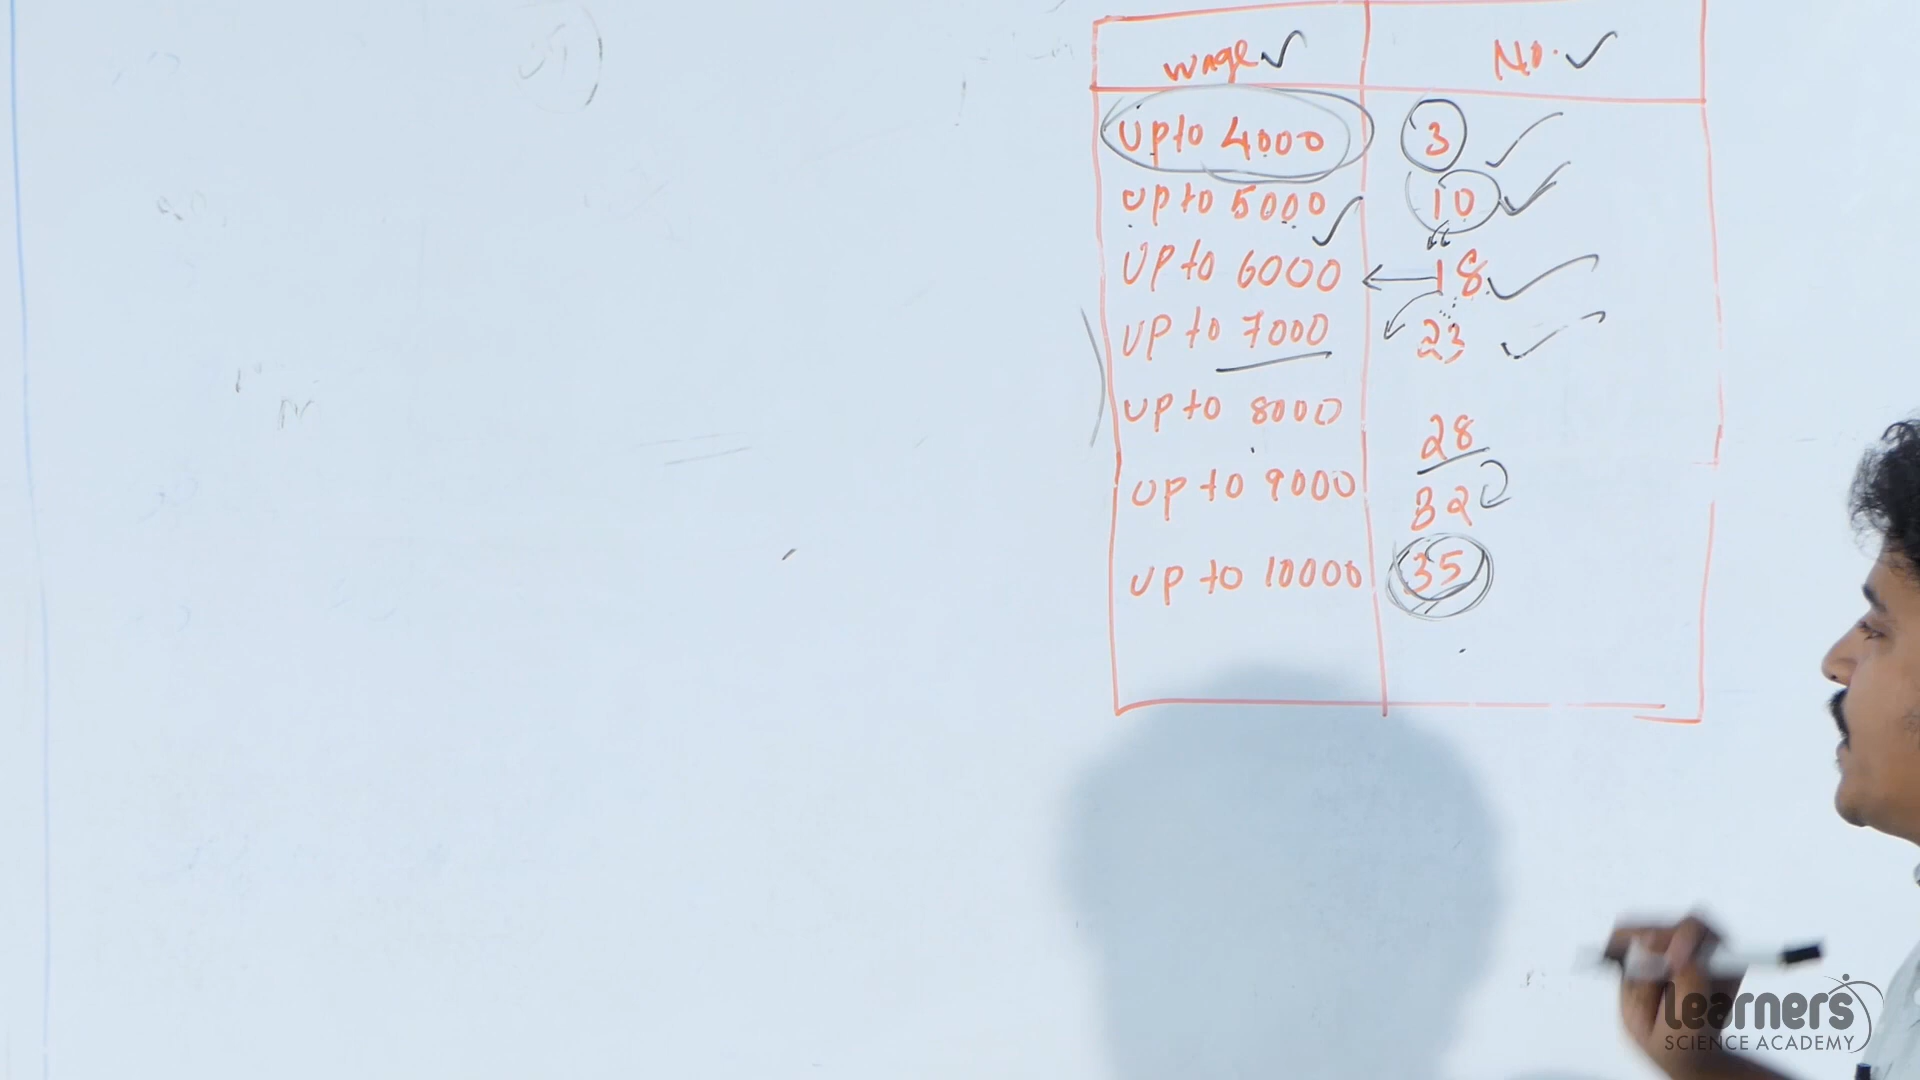 wage ✓ No. ✓
up to 4000 3
up to 5000 10
up to 6000 18
up to 7000 23
up to 8000 28
up to 9000 32
up to 10000 35
Learners
SCIENCE ACADEMY